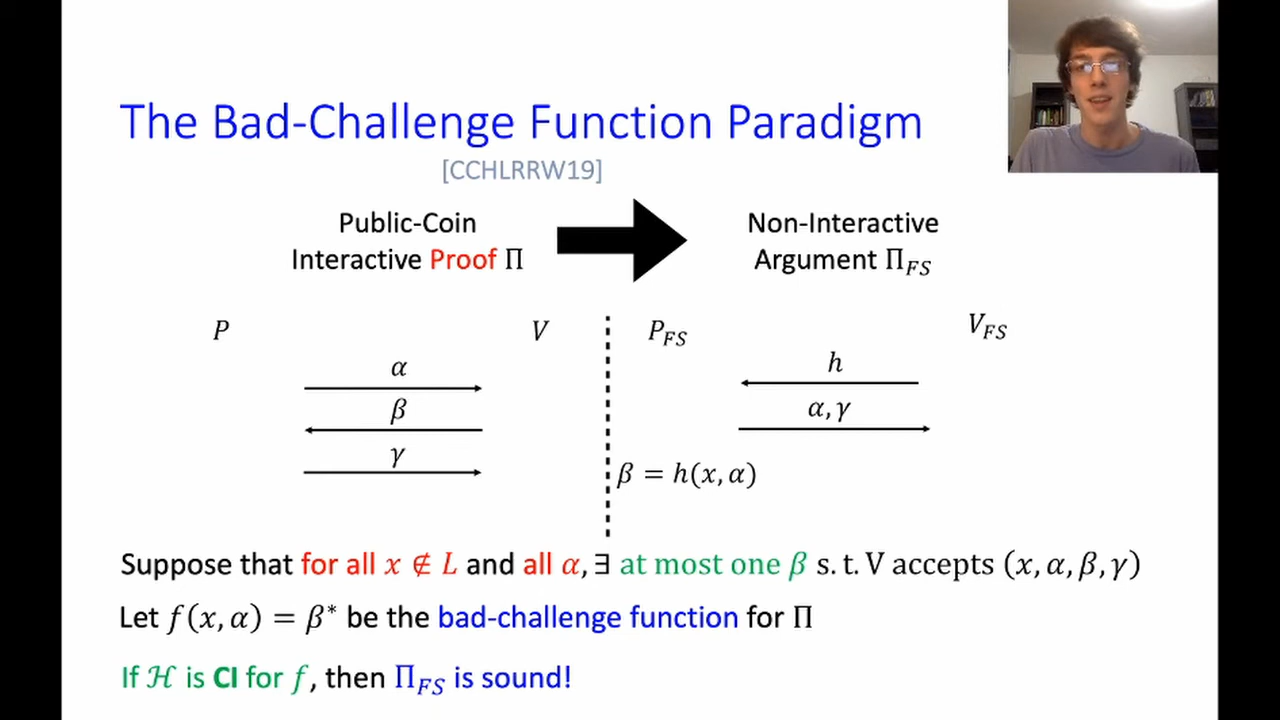 The Bad-Challenge Function Paradigm
[CCHLRRW19]
Public-Coin
Interactive Proof Π
Non-Interactive
Argument Π_FS
P
V
P_FS
V_FS
α
β
γ
h
α, γ
β = h(x, α)
Suppose that for all x ∉ L and all α, ∃ at most one β s.t. V accepts (x, α, β, γ)
Let f(x, α) = β* be the bad-challenge function for Π
If ℋ is CI for f, then Π_FS is sound!